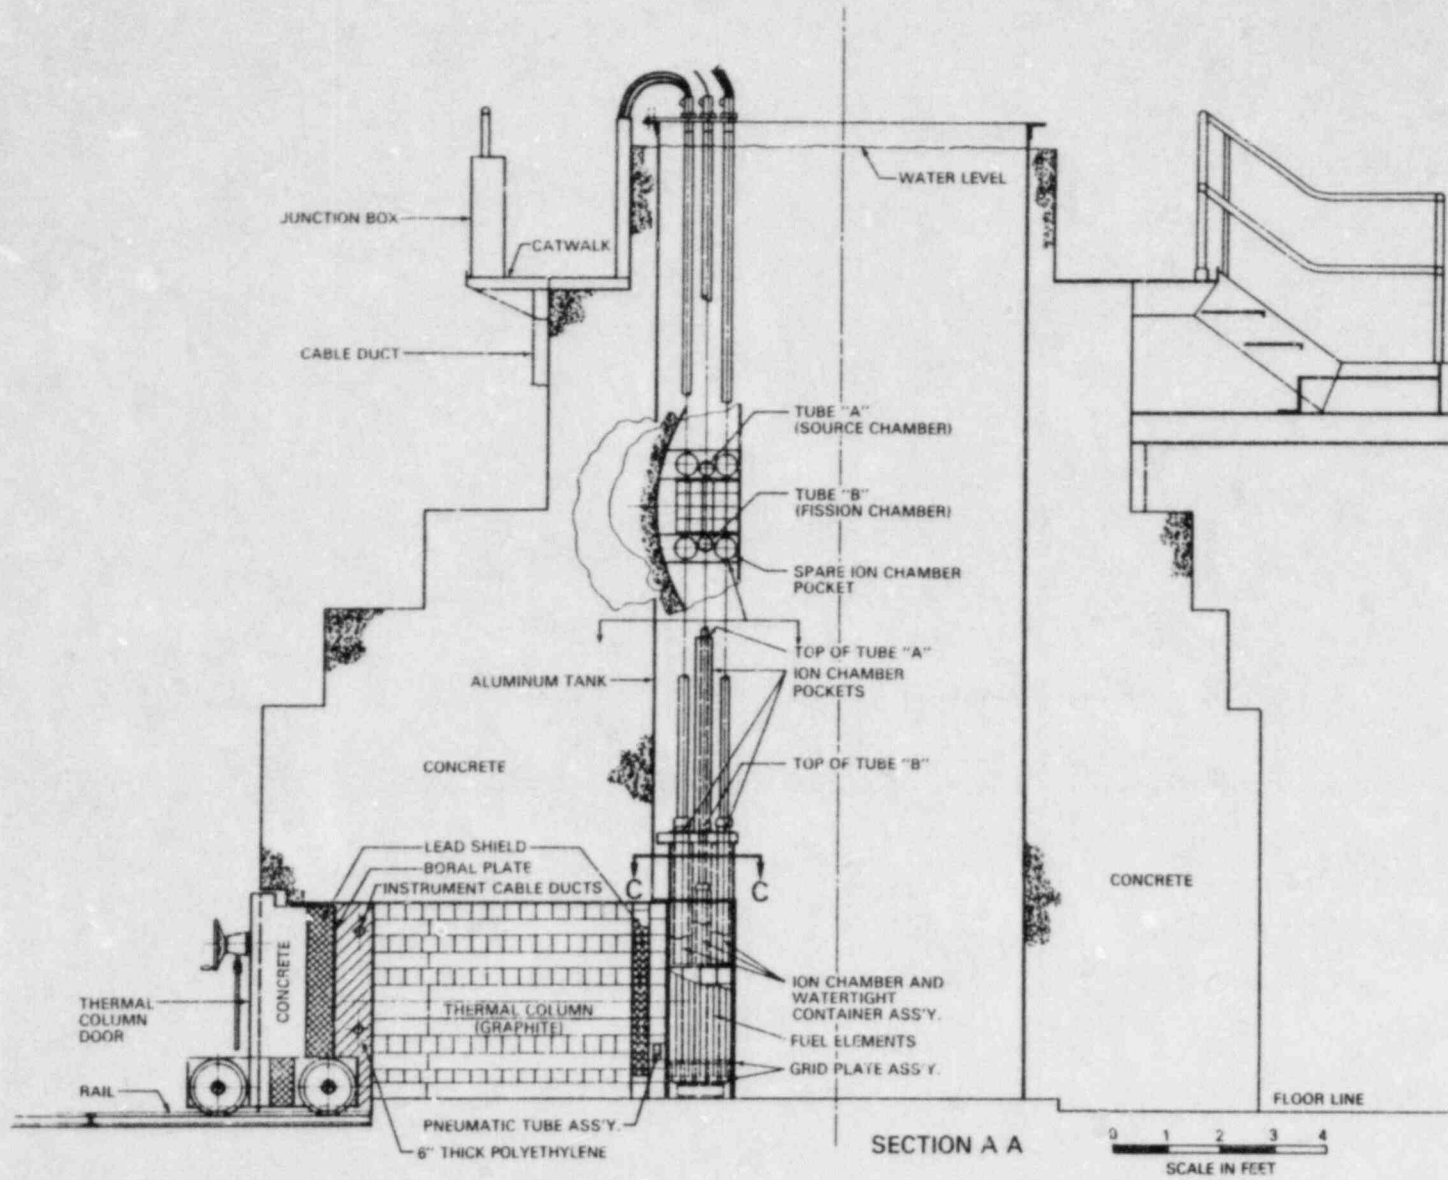 WATER LEVEL
JUNCTION BOX
CATWALK
CABLE DUCT
TUBE "A"
(SOURCE CHAMBER)
TUBE "B"
(FISSION CHAMBER)
SPARE ION CHAMBER
POCKET
TOP OF TUBE "A"
ION CHAMBER
POCKETS
ALUMINUM TANK
CONCRETE
TOP OF TUBE "B"
LEAD SHIELD
BORAL PLATE
INSTRUMENT CABLE DUCTS
C
C
CONCRETE
CONCRETE
THERMAL
COLUMN
DOOR
THERMAL COLUMN
(GRAPHITE)
ION CHAMBER AND
WATERTIGHT
CONTAINER ASS'Y.
FUEL ELEMENTS
GRID PLATE ASS'Y.
RAIL
FLOOR LINE
PNEUMATIC TUBE ASS'Y.
6" THICK POLYETHYLENE
SECTION A A
0 1 2 3 4
SCALE IN FEET